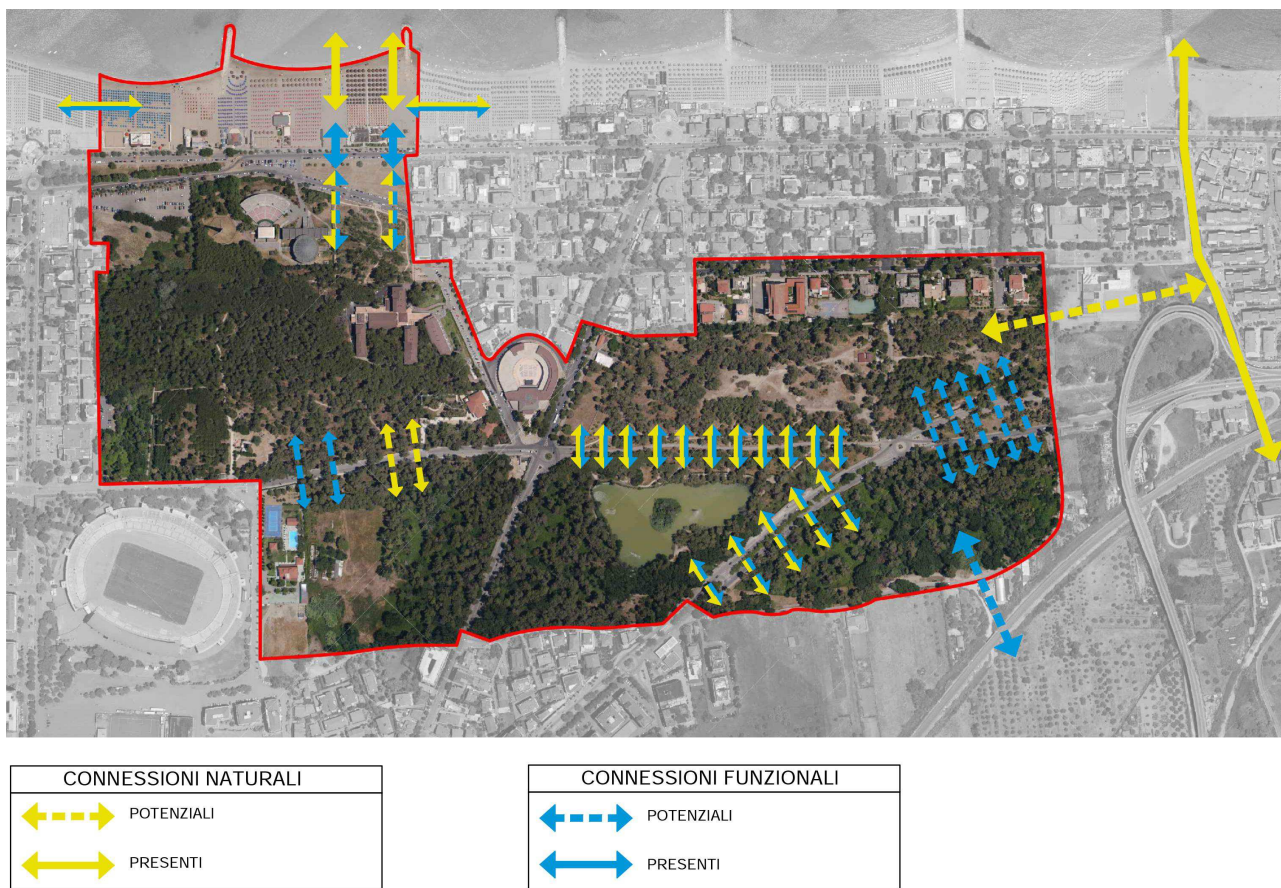 CONNESSIONI NATURALI
POTENZIALI
PRESENTI
CONNESSIONI FUNZIONALI
POTENZIALI
PRESENTI